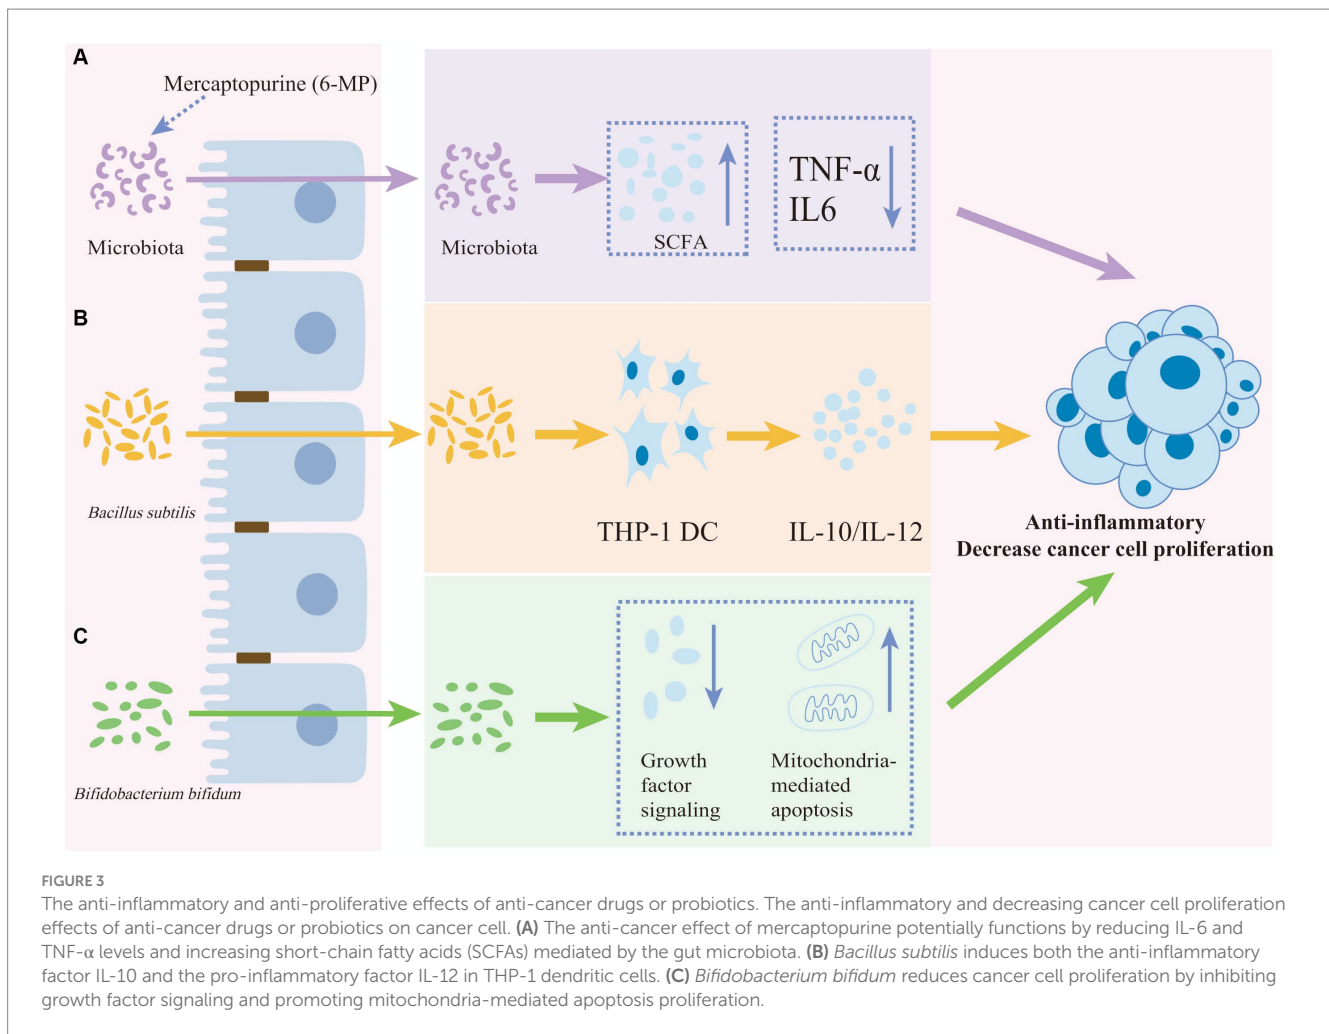 A
Mercaptopurine (6-MP)
Microbiota
Microbiota
SCFA
TNF-α
IL6
B
Bacillus subtilis
THP-1 DC
IL-10/IL-12
Anti-inflammatory
Decrease cancer cell proliferation
C
Bifidobacterium bifidum
Growth
factor
signaling
Mitochondria-
mediated
apoptosis
FIGURE 3
The anti-inflammatory and anti-proliferative effects of anti-cancer drugs or probiotics. The anti-inflammatory and decreasing cancer cell proliferation
effects of anti-cancer drugs or probiotics on cancer cell. (A) The anti-cancer effect of mercaptopurine potentially functions by reducing IL-6 and
TNF-α levels and increasing short-chain fatty acids (SCFAs) mediated by the gut microbiota. (B) Bacillus subtilis induces both the anti-inflammatory
factor IL-10 and the pro-inflammatory factor IL-12 in THP-1 dendritic cells. (C) Bifidobacterium bifidum reduces cancer cell proliferation by inhibiting
growth factor signaling and promoting mitochondria-mediated apoptosis proliferation.